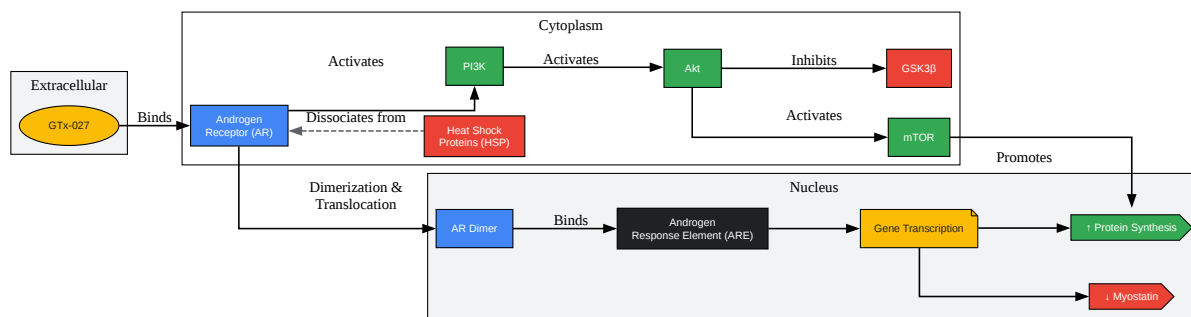 Cytoplasm
Extracellular
GTx-027
Binds
Androgen
Receptor (AR)
Activates
PI3K
Activates
Akt
Inhibits
GSK3β
Dissociates from
Heat Shock
Proteins (HSP)
Activates
mTOR
Promotes
Dimerization &
Translocation
Nucleus
AR Dimer
Binds
Androgen
Response Element (ARE)
Gene Transcription
↑ Protein Synthesis
↓ Myostatin